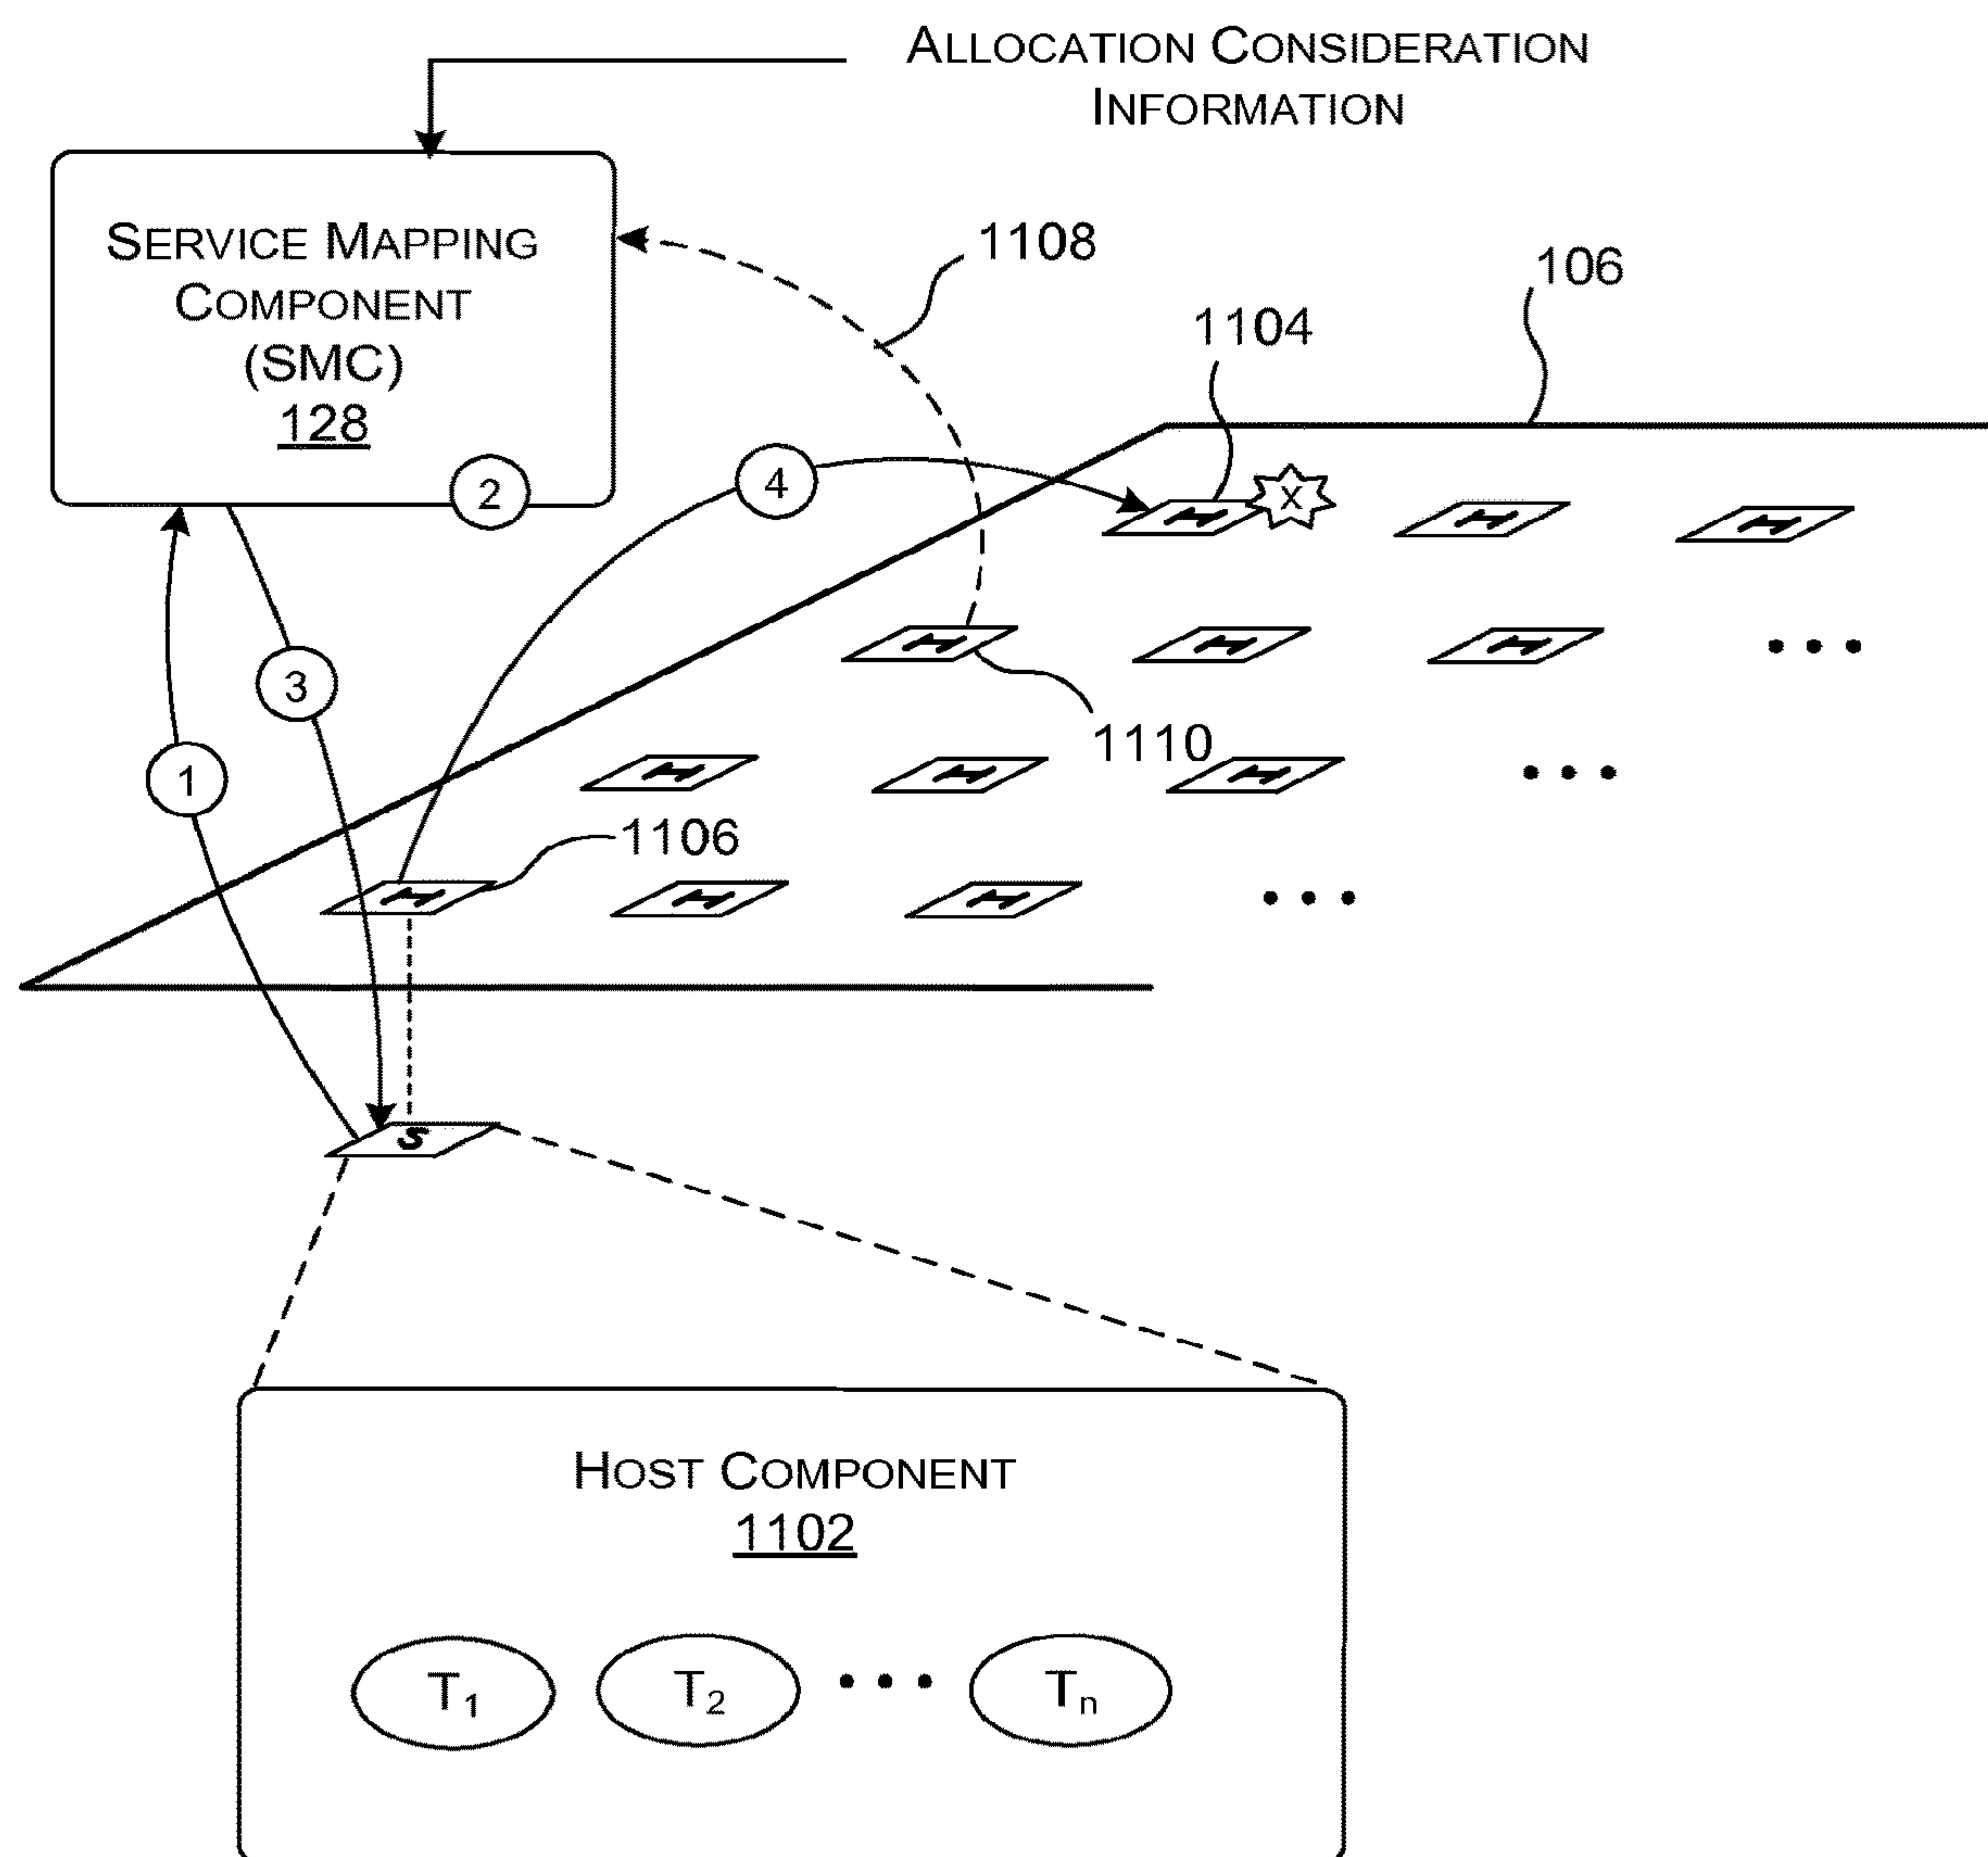 ALLOCATION CONSIDERATION
INFORMATION
SERVICE MAPPING
COMPONENT
(SMC)
128
1108
106
1104
2
4
X
H H H
H H H
3
1110
1
H H H
1106
H H H
S
HOST COMPONENT
1102
T1 T2 Tn